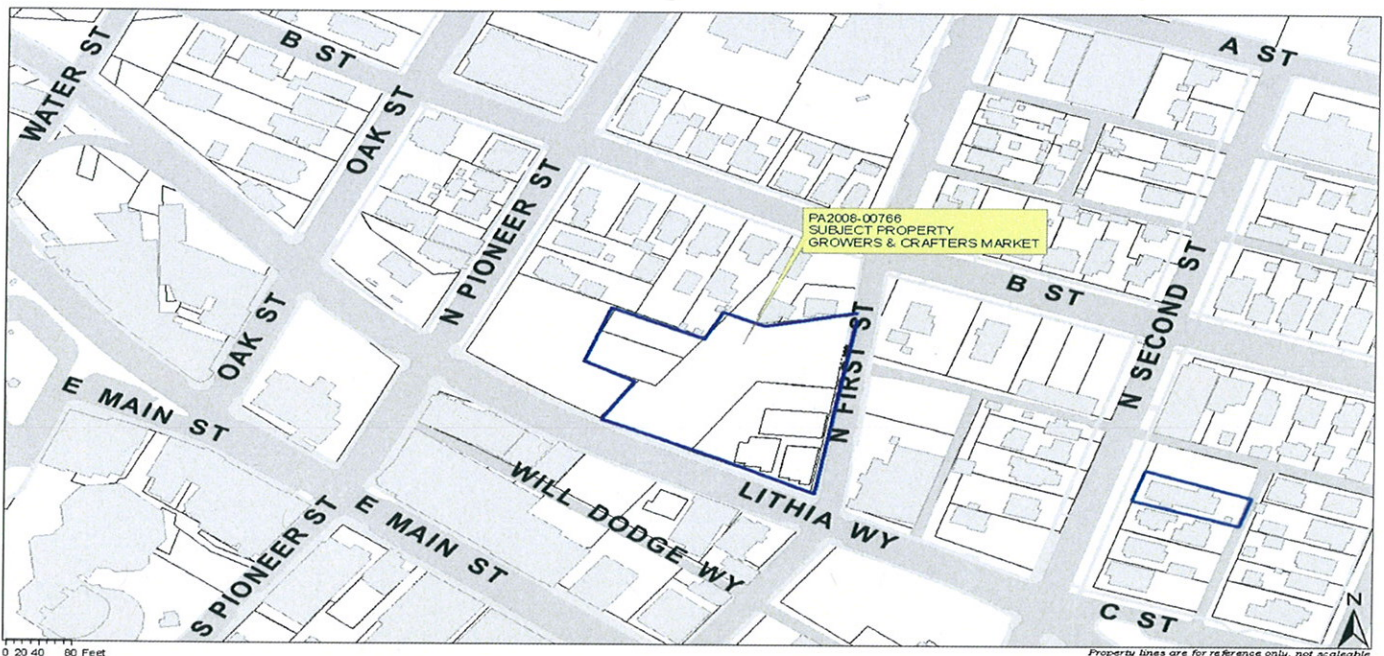 B ST
A ST
WATER ST
OAK ST
N PIONEER ST
PA2008-00766
SUBJECT PROPERTY
GROWERS & CRAFTERS MARKET
B ST
N SECOND ST
OAK ST
N FIRST ST
E MAIN ST
WILL DODGE WY
LITHIA WY
E MAIN ST
S PIONEER ST
C ST
N
0 20 40 80 Feet
Property lines are for reference only, not scaleable